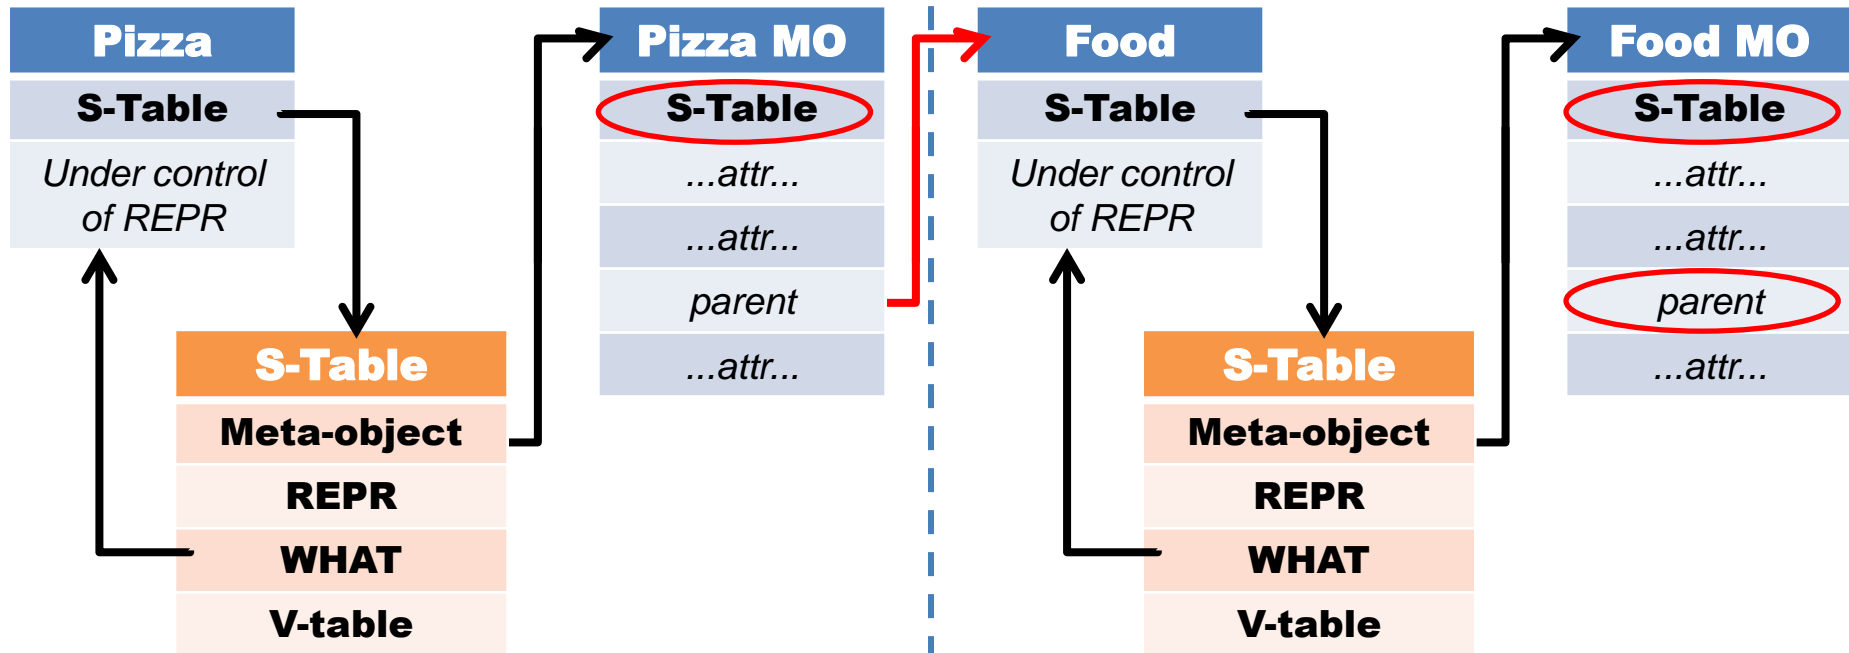 Pizza
S-Table
Under control
of REPR
S-Table
Meta-object
REPR
WHAT
V-table
Pizza MO
S-Table
...attr...
...attr...
parent
...attr...
Food
S-Table
Under control
of REPR
S-Table
Meta-object
REPR
WHAT
V-table
Food MO
S-Table
...attr...
...attr...
parent
...attr...